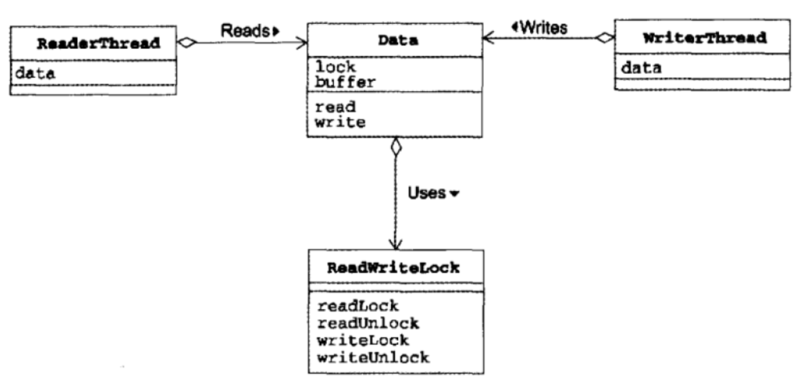 ReaderThread
data
Reads▸
Data
lock
buffer
read
write
◂Writes
WriterThread
data
Uses▾
ReadWriteLock
readLock
readUnlock
writeLock
writeUnlock